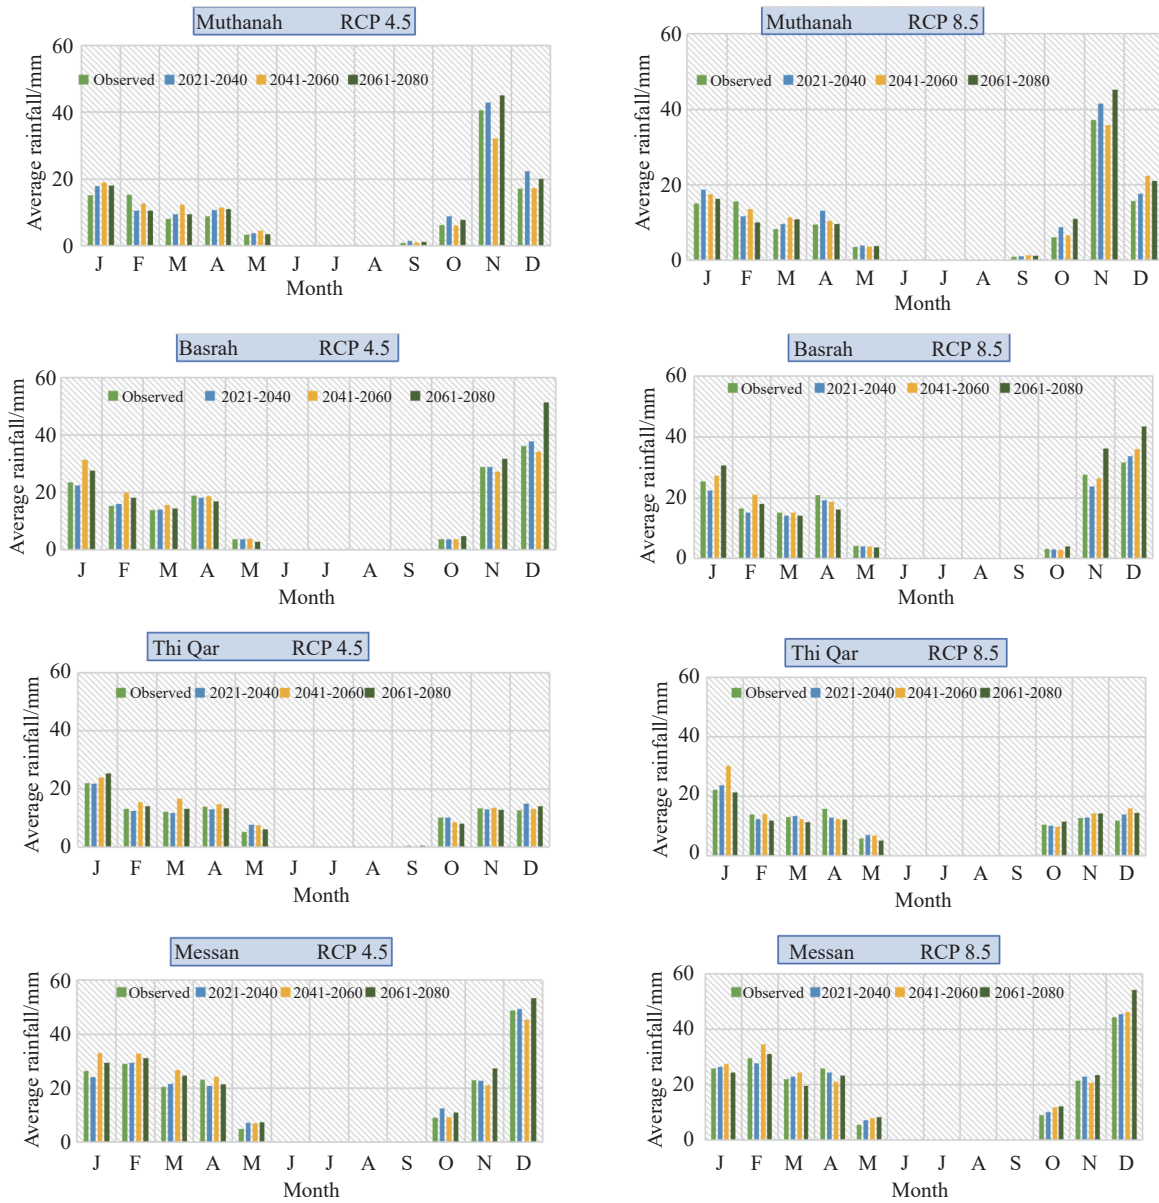 Muthanah RCP 4.5
Average rainfall/mm
60
40
20
0
Observed 2021-2040 2041-2060 2061-2080
J F M A M J J A S O N D
Month
Muthanah RCP 8.5
Average rainfall/mm
60
40
20
0
Observed 2021-2040 2041-2060 2061-2080
J F M A M J J A S O N D
Month
Basrah RCP 4.5
Average rainfall/mm
60
40
20
0
Observed 2021-2040 2041-2060 2061-2080
J F M A M J J A S O N D
Month
Basrah RCP 8.5
Average rainfall/mm
60
40
20
0
Observed 2021-2040 2041-2060 2061-2080
J F M A M J J A S O N D
Month
Thi Qar RCP 4.5
Average rainfall/mm
60
40
20
0
Observed 2021-2040 2041-2060 2061-2080
J F M A M J J A S O N D
Month
Thi Qar RCP 8.5
Average rainfall/mm
60
40
20
0
Observed 2021-2040 2041-2060 2061-2080
J F M A M J J A S O N D
Month
Messan RCP 4.5
Average rainfall/mm
60
40
20
0
Observed 2021-2040 2041-2060 2061-2080
J F M A M J J A S O N D
Month
Messan RCP 8.5
Average rainfall/mm
60
40
20
0
Observed 2021-2040 2041-2060 2061-2080
J F M A M J J A S O N D
Month